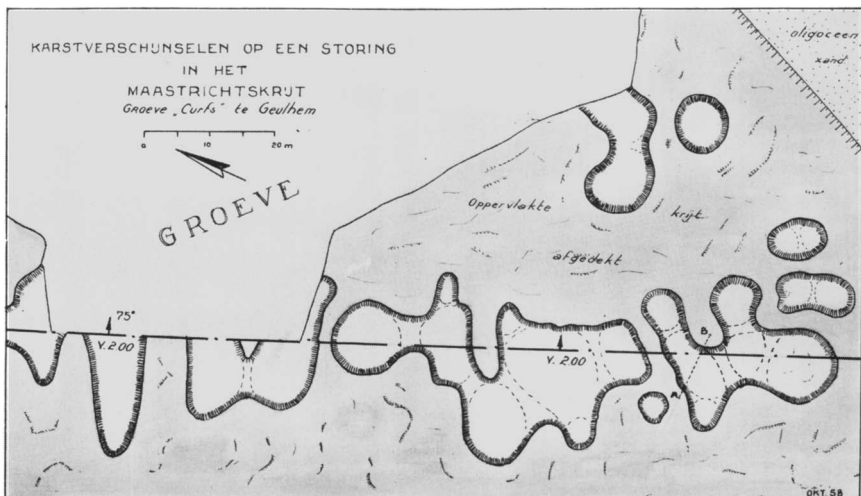 KARSTVERSCHIJNSELEN OP EEN STORING
IN HET
MAASTRICHTSKRIJT
GROEVE „Curfs" te Geulhem
0 10 20 m
GROEVE
oligoceen
zand
Oppervlakte
krijt
afgedekt
75°
V. 2.00
V. 2.00
B
A
OKT. 58